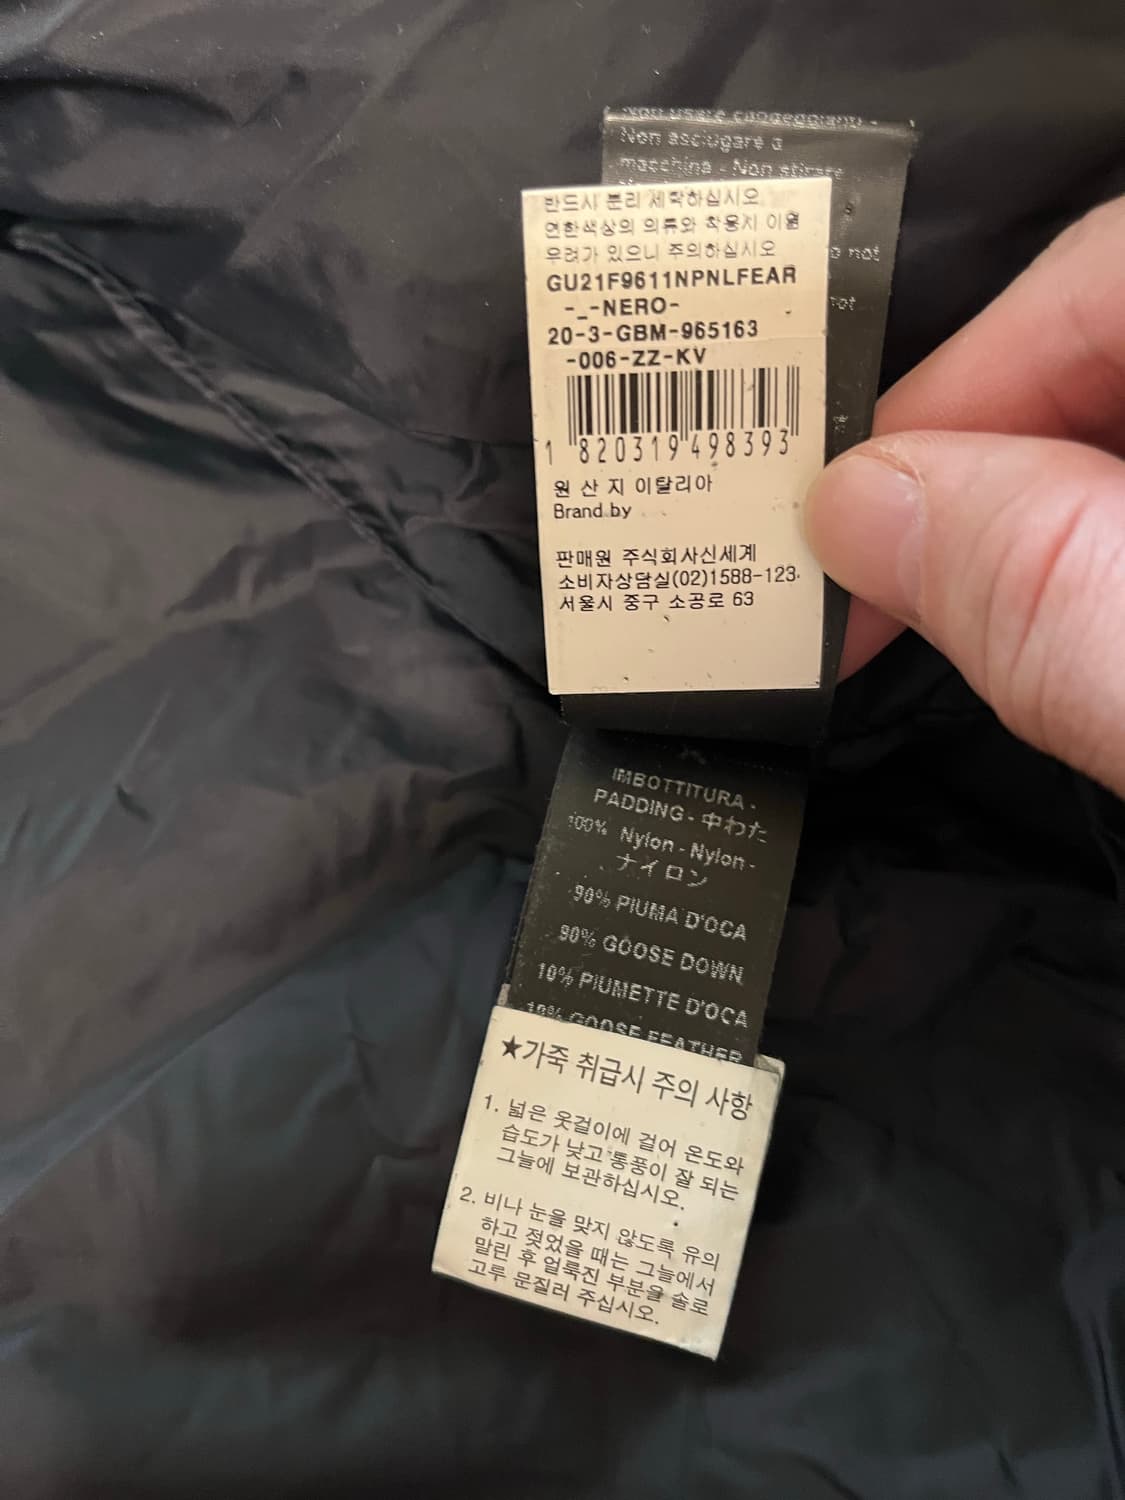 Non usare candeggianti -
Non asciugare a
macchina - Non stirare
반드시 분리 세탁하십시오
연한색상의 의류와 착용치 이염
우려가 있으니 주의하십시오
GU21F9611NPNLFEAR
-_-NERO-
20-3-GBM-965163
-006-ZZ-KV
1 820319 498393
원 산 지 이탈리아
Brand by
판매원 주식회사신세계
소비자상담실(02)1588-123
서울시 중구 소공로 63
not
not
IMBOTTITURA -
PADDING - 中わた
100% Nylon - Nylon -
ナイロン
90% PIUMA D'OCA
90% GOOSE DOWN
10% PIUMETTE D'OCA
10% GOOSE FEATHER
★가죽 취급시 주의 사항
1. 넓은 옷걸이에 걸어 온도와
습도가 낮고 통풍이 잘 되는
그늘에 보관하십시오.
2. 비나 눈을 맞지 않도록 유의
하고 젖었을 때는 그늘에서
말린 후 얼룩진 부분을 솔로
고루 문질러 주십시오.